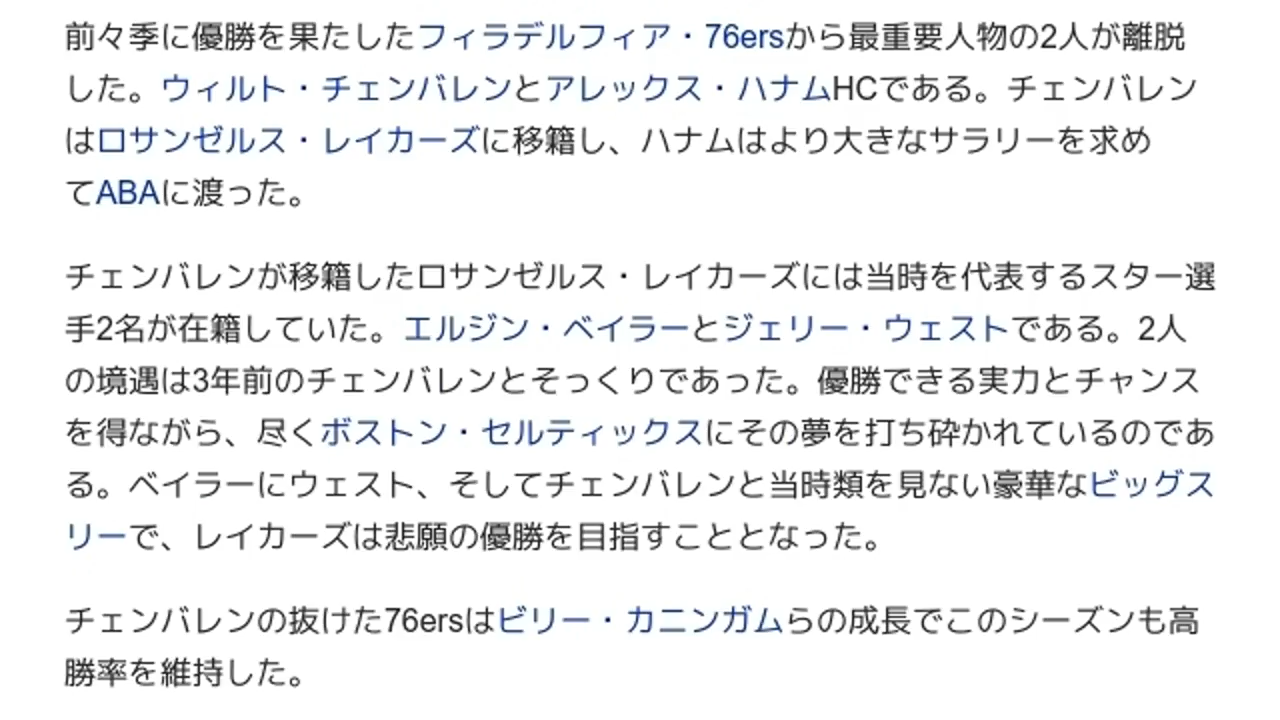 前々季に優勝を果たしたフィラデルフィア・76ersから最重要人物の2人が離脱
した。ウィルト・チェンバレンとアレックス・ハナムHCである。チェンバレン
はロサンゼルス・レイカーズに移籍し、ハナムはより大きなサラリーを求め
てABAに渡った。
チェンバレンが移籍したロサンゼルス・レイカーズには当時を代表するスター選
手2名が在籍していた。エルジン・ベイラーとジェリー・ウェストである。2人
の境遇は3年前のチェンバレンとそっくりであった。優勝できる実力とチャンス
を得ながら、尽くボストン・セルティックスにその夢を打ち砕かれているのであ
る。ベイラーにウェスト、そしてチェンバレンと当時類を見ない豪華なビッグス
リーで、レイカーズは悲願の優勝を目指すこととなった。
チェンバレンの抜けた76ersはビリー・カニンガムらの成長でこのシーズンも高
勝率を維持した。